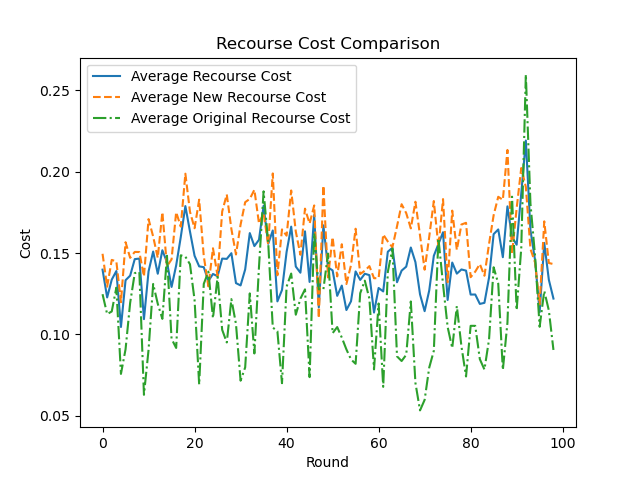 Recourse Cost Comparison
Average Recourse Cost
Average New Recourse Cost
Average Original Recourse Cost
Cost
0.25
0.20
0.15
0.10
0.05
0 20 40 60 80 100
Round